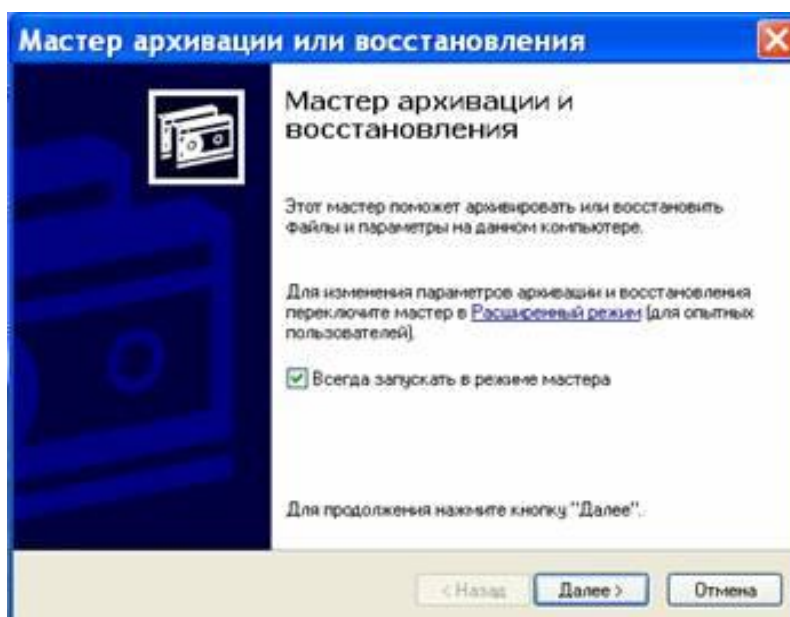 Мастер архивации или восстановления
Мастер архивации и
восстановления
Этот мастер поможет архивировать или восстановить
файлы и параметры на данном компьютере.
Для изменения параметров архивации и восстановления
переключите мастер в Расширенный режим (для опытных
пользователей).
Всегда запускать в режиме мастера
Для продолжения нажмите кнопку "Далее".
< Назад Далее > Отмена